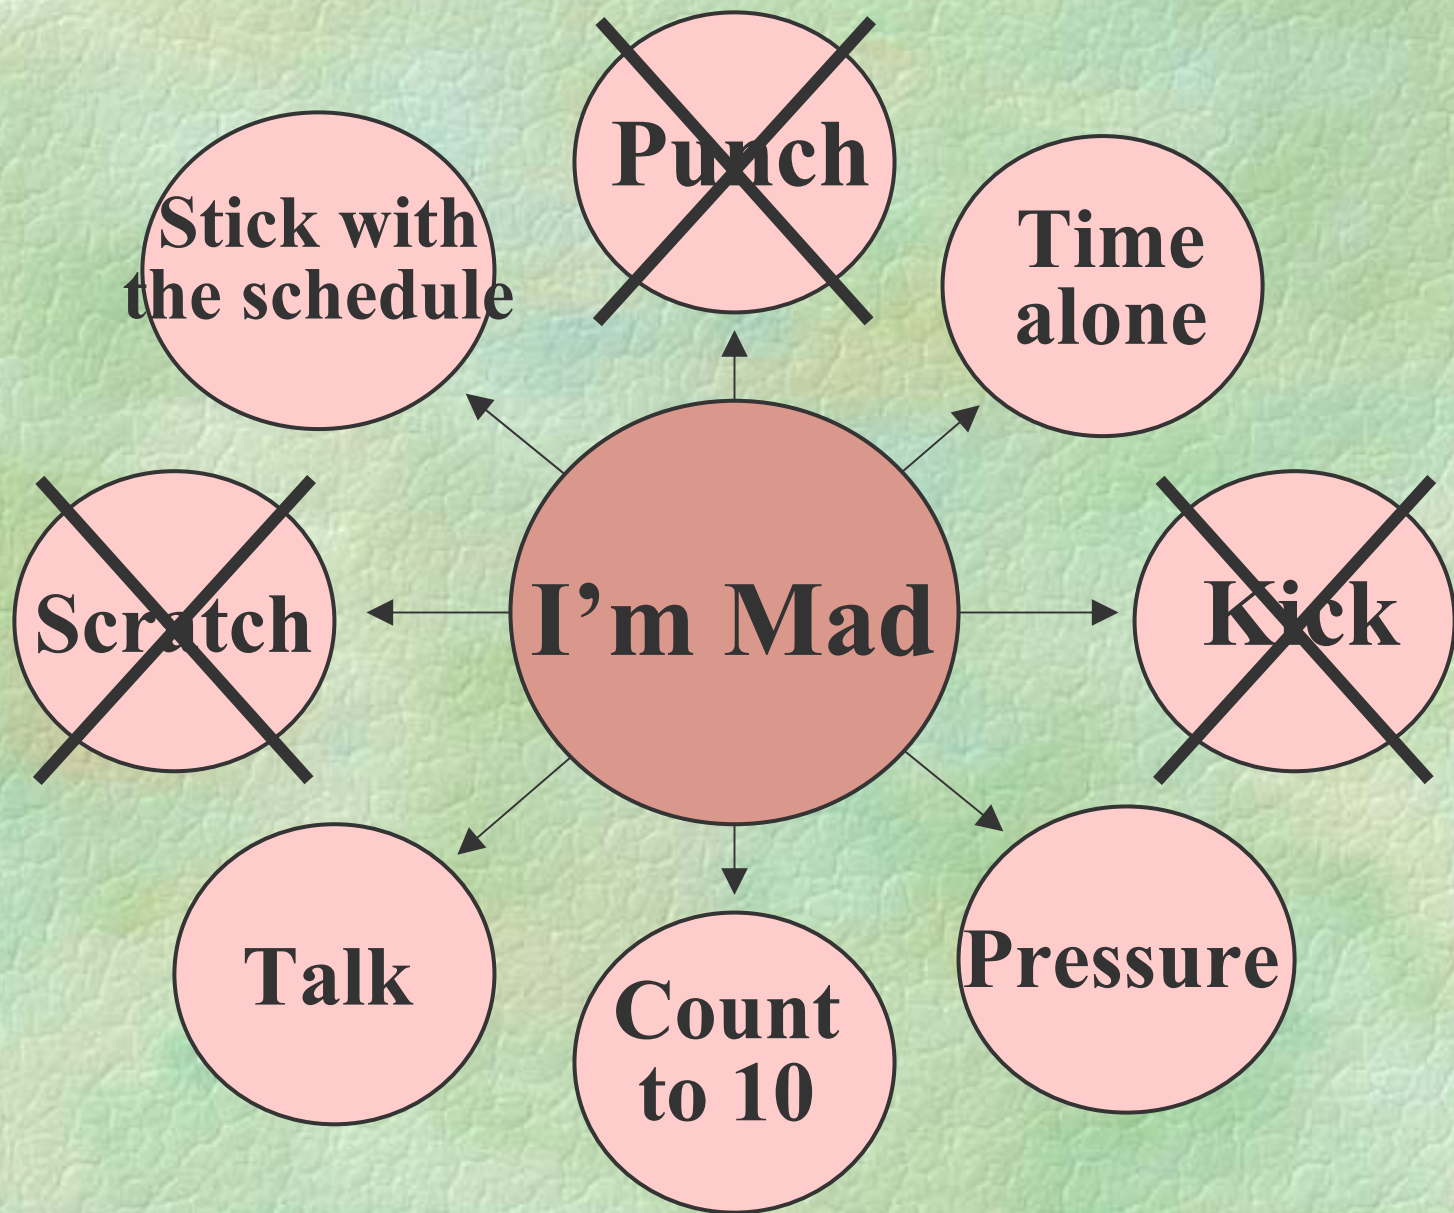 Punch
Stick with
the schedule
Time
alone
Scratch
I’m Mad
Kick
Talk
Count
to 10
Pressure